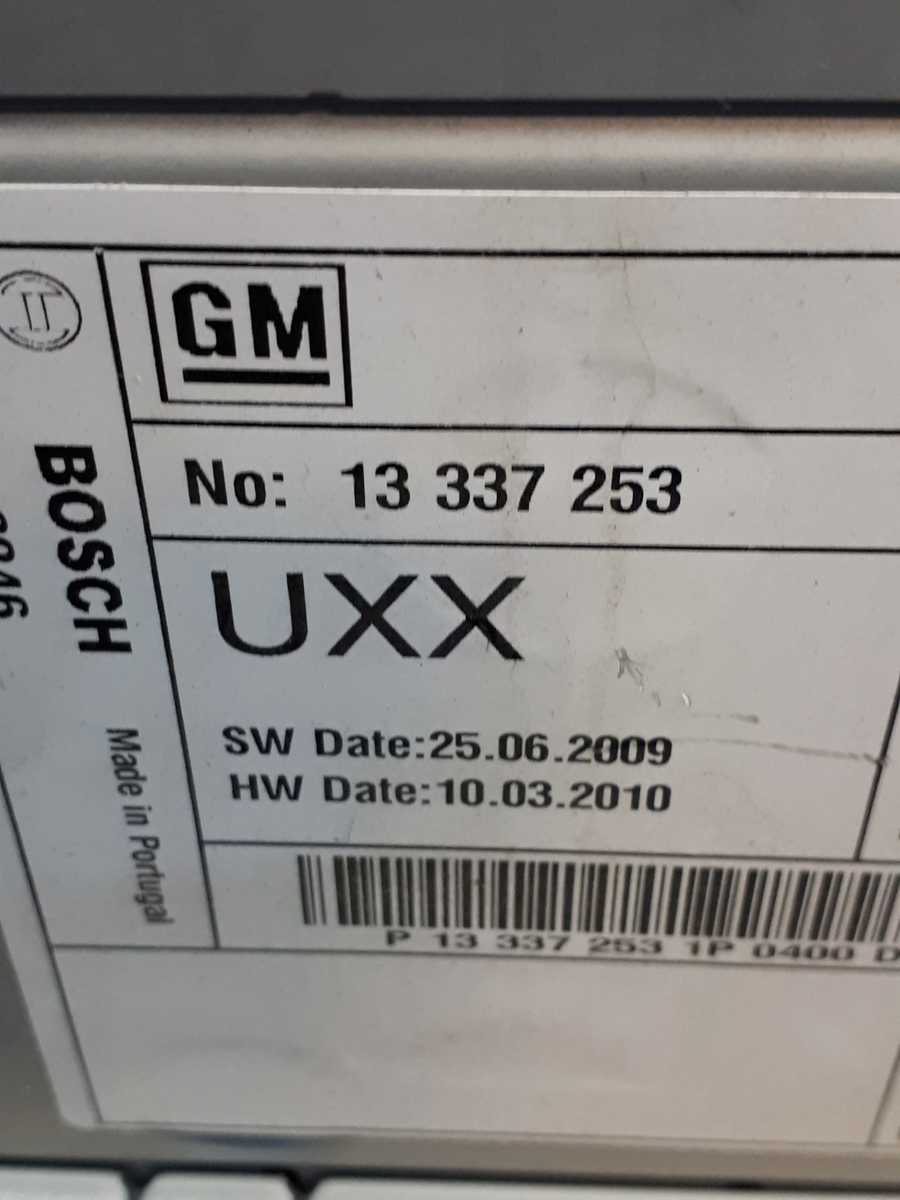 GM
No: 13 337 253
UXX
SW Date:25.06.2009
HW Date:10.03.2010
P 13 337 253 1P 0400 D
BOSCH
Made in Portugal